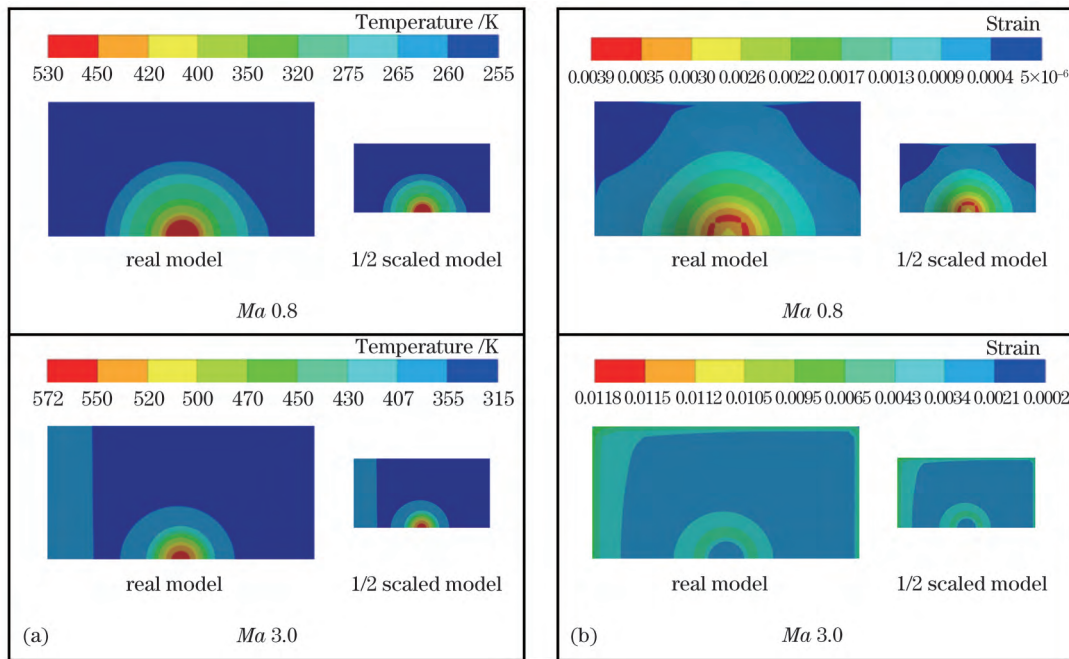 Temperature /K
530 450 420 400 350 320 275 265 260 255
real model 1/2 scaled model
Ma 0.8
Temperature /K
572 550 520 500 470 450 430 407 355 315
real model 1/2 scaled model
(a) Ma 3.0
Strain
0.0039 0.0035 0.0030 0.0026 0.0022 0.0017 0.0013 0.0009 0.0004 5×10⁻⁶
real model 1/2 scaled model
Ma 0.8
Strain
0.0118 0.0115 0.0112 0.0105 0.0095 0.0065 0.0043 0.0034 0.0021 0.0002
real model 1/2 scaled model
(b) Ma 3.0